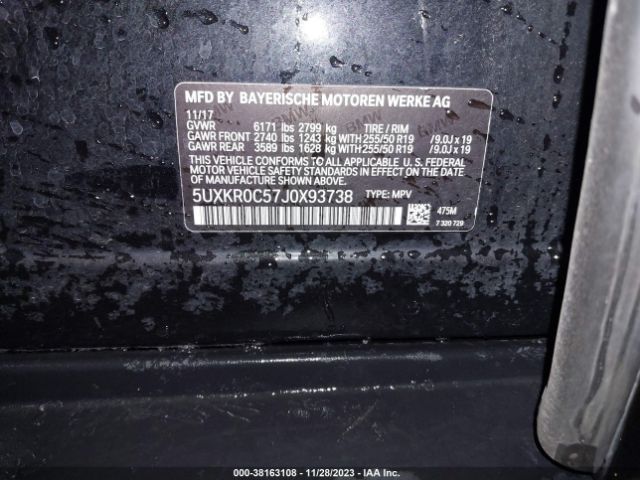 MFD BY BAYERISCHE MOTOREN WERKE AG
11/17
GVWR 6171 lbs 2799 kg TIRE / RIM
GAWR FRONT 2740 lbs 1243 kg WITH 255/50 R19 /9.0J x 19
GAWR REAR 3589 lbs 1628 kg WITH 255/50 R19 /9.0J x 19
THIS VEHICLE CONFORMS TO ALL APPLICABLE U. S. FEDERAL
MOTOR VEHICLE SAFETY STANDARDS IN EFFECT ON THE DATE OF
MANUFACTURE SHOWN ABOVE.
5UXKR0C57J0X93738 TYPE: MPV
475M
7 320 729
000-38163108 - 11/28/2023 - IAA Inc.